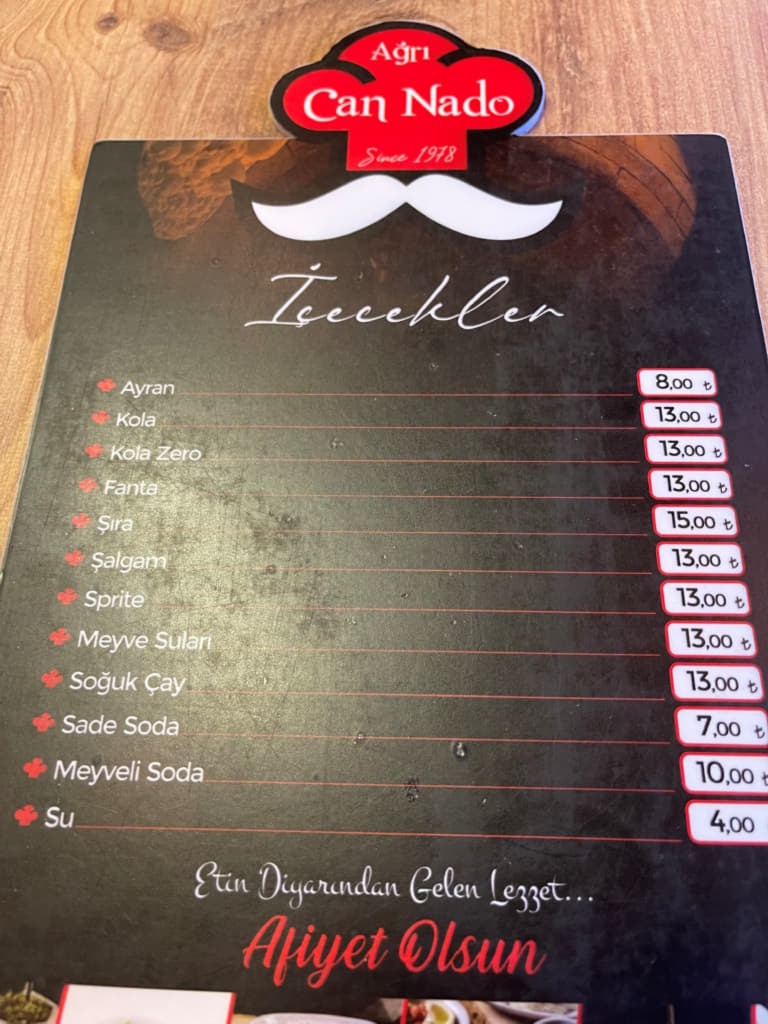 Ağrı
Can Nado
Since 1978
İçecekler
Ayran 8,00 ₺
Kola 13,00 ₺
Kola Zero 13,00 ₺
Fanta 13,00 ₺
Şıra 15,00 ₺
Şalgam 13,00 ₺
Sprite 13,00 ₺
Meyve Suları 13,00 ₺
Soğuk Çay 13,00 ₺
Sade Soda 7,00 ₺
Meyveli Soda 10,00 ₺
Su 4,00
Etin Diyarından Gelen Lezzet...
Afiyet Olsun